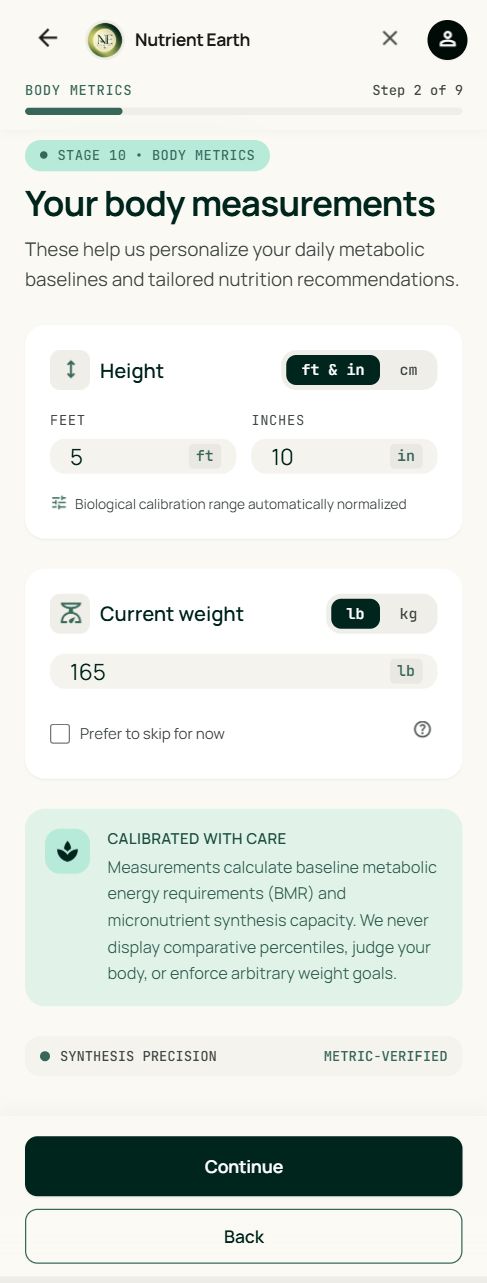 Nutrient Earth
BODY METRICS
Step 2 of 9
STAGE 10 • BODY METRICS
Your body measurements
These help us personalize your daily metabolic
baselines and tailored nutrition recommendations.
Height
ft & in
cm
FEET
INCHES
5
ft
10
in
Biological calibration range automatically normalized
Current weight
lb
kg
165
lb
Prefer to skip for now
CALIBRATED WITH CARE
Measurements calculate baseline metabolic
energy requirements (BMR) and
micronutrient synthesis capacity. We never
display comparative percentiles, judge your
body, or enforce arbitrary weight goals.
SYNTHESIS PRECISION
METRIC-VERIFIED
Continue
Back